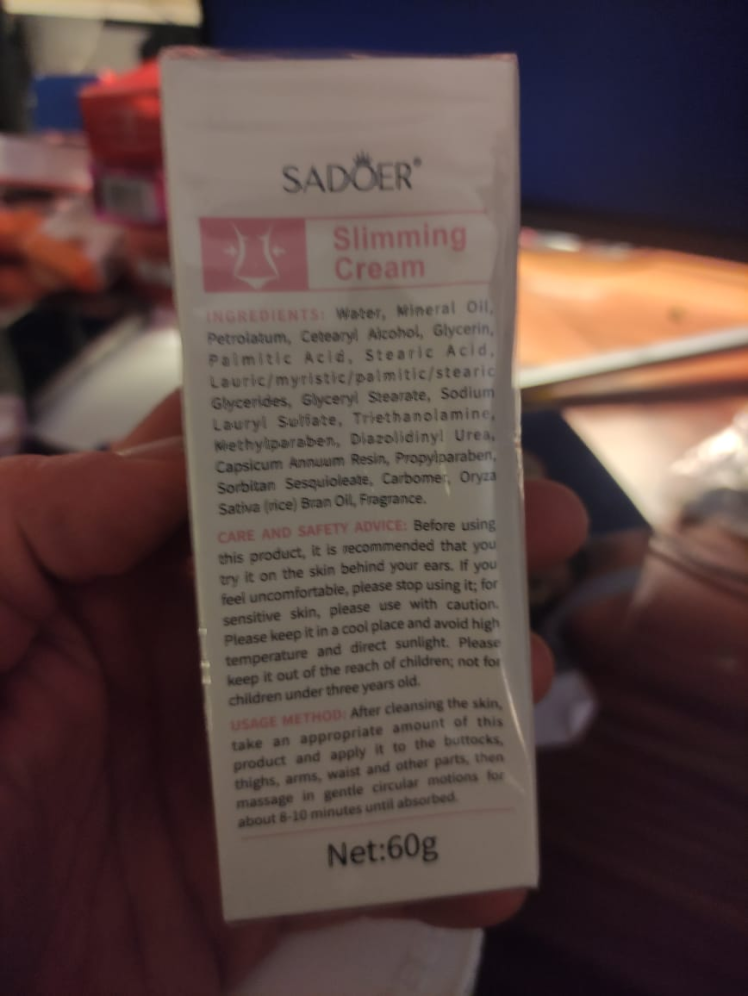 SADOER®
Slimming
Cream
INGREDIENTS: Water, Mineral Oil,
Petrolatum, Cetearyl Alcohol, Glycerin,
Palmitic Acid, Stearic Acid,
Lauric/myristic/palmitic/stearic
Glycerides, Glyceryl Stearate, Sodium
Lauryl Sulfate, Triethanolamine,
Methylparaben, Diazolidinyl Urea,
Capsicum Annuum Resin, Propylparaben,
Sorbitan Sesquioleate, Carbomer, Oryza
Sativa (rice) Bran Oil, Fragrance.
CARE AND SAFETY ADVICE: Before using
this product, it is recommended that you
try it on the skin behind your ears. If you
feel uncomfortable, please stop using it; for
sensitive skin, please use with caution.
Please keep it in a cool place and avoid high
temperature and direct sunlight. Please
keep it out of the reach of children; not for
children under three years old.
USAGE METHOD: After cleansing the skin,
take an appropriate amount of this
product and apply it to the buttocks,
thighs, arms, waist and other parts, then
massage in gentle circular motions for
about 8-10 minutes until absorbed.
Net:60g